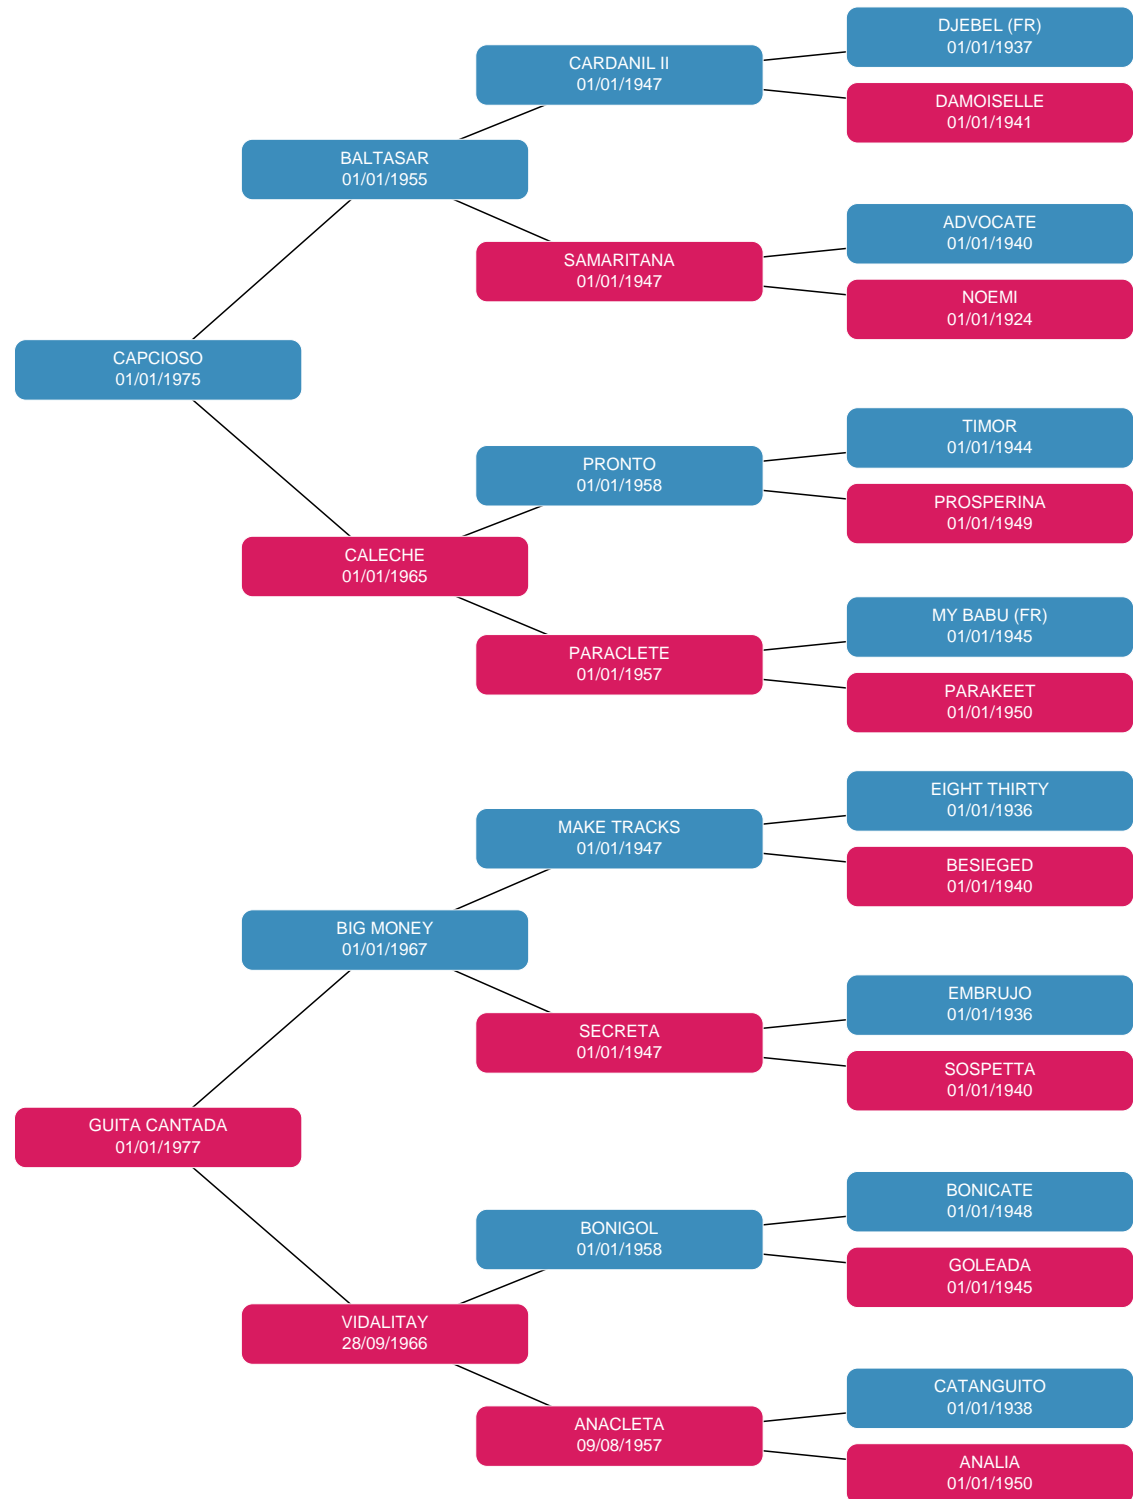 DJEBEL (FR)
01/01/1937
CARDANIL II
01/01/1947
DAMOISELLE
01/01/1941
BALTASAR
01/01/1955
ADVOCATE
01/01/1940
SAMARITANA
01/01/1947
NOEMI
01/01/1924
CAPCIOSO
01/01/1975
TIMOR
01/01/1944
PRONTO
01/01/1958
PROSPERINA
01/01/1949
CALECHE
01/01/1965
MY BABU (FR)
01/01/1945
PARACLETE
01/01/1957
PARAKEET
01/01/1950
EIGHT THIRTY
01/01/1936
MAKE TRACKS
01/01/1947
BESIEGED
01/01/1940
BIG MONEY
01/01/1967
EMBRUJO
01/01/1936
SECRETA
01/01/1947
SOSPETTA
01/01/1940
GUITA CANTADA
01/01/1977
BONICATE
01/01/1948
BONIGOL
01/01/1958
GOLEADA
01/01/1945
VIDALITAY
28/09/1966
CATANGUITO
01/01/1938
ANACLETA
09/08/1957
ANALIA
01/01/1950